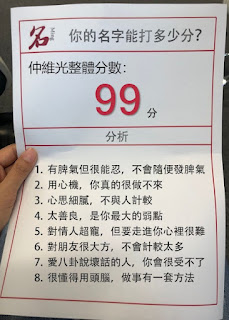 名 你的名字能打多少分?
仲維光整體分數:
99 分
分析
1. 有脾氣但很能忍,不會隨便發脾氣
2. 用心機,你真的很做不來
3. 心思細膩,不與人計較
4. 太善良,是你最大的弱點
5. 對情人超寵,但要走進你心裡很難
6. 對朋友很大方,不會計較太多
7. 愛八卦說壞話的人,你會很受不了
8. 很懂得用頭腦,做事有一套方法